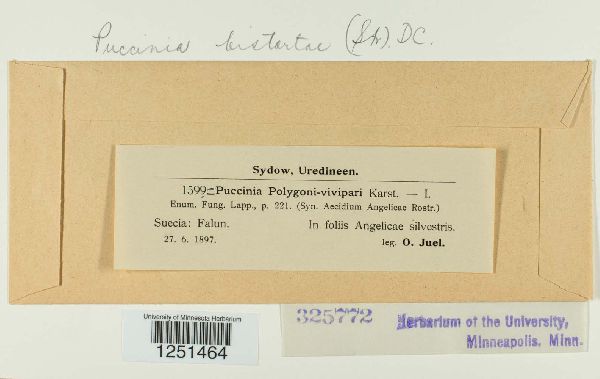 Puccinia bistortae (Str.) DC.
Sydow, Uredineen.
1599. Puccinia Polygoni-vivipari Karst. — I.
Enum. Fung. Lapp., p. 221. (Syn. Aecidium Angelicae Rostr.)
Suecia: Falun. In foliis Angelicae silvestris.
27. 6. 1897. leg. O. Juel.
University of Minnesota Herbarium
1251464
325772
Herbarium of the University,
Minneapolis. Minn.